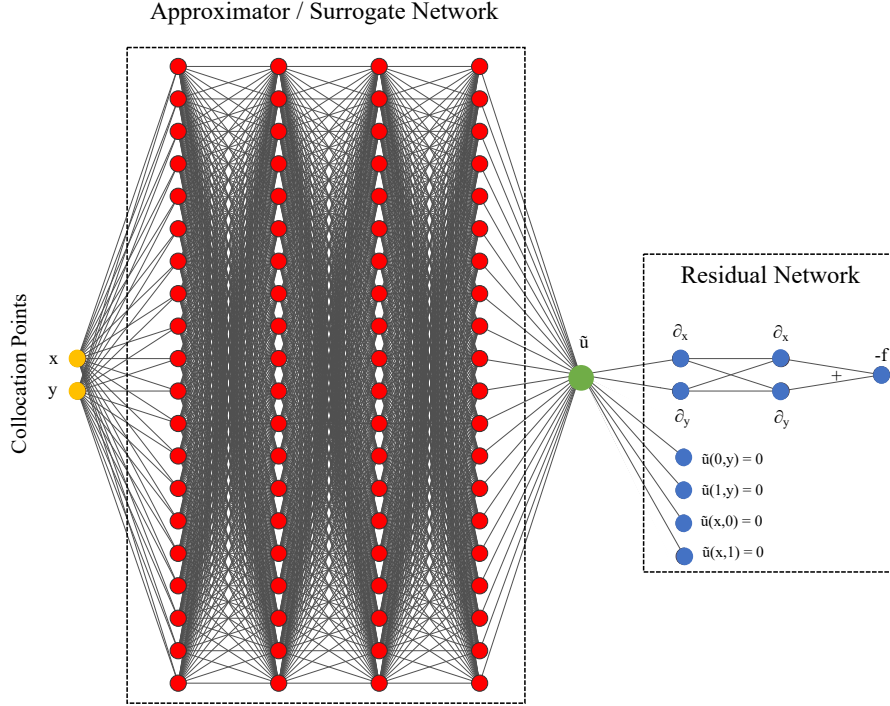 Approximator / Surrogate Network
Collocation Points
x
y
ũ
Residual Network
∂x
∂x
-f
+
∂y
∂y
ũ(0,y) = 0
ũ(1,y) = 0
ũ(x,0) = 0
ũ(x,1) = 0